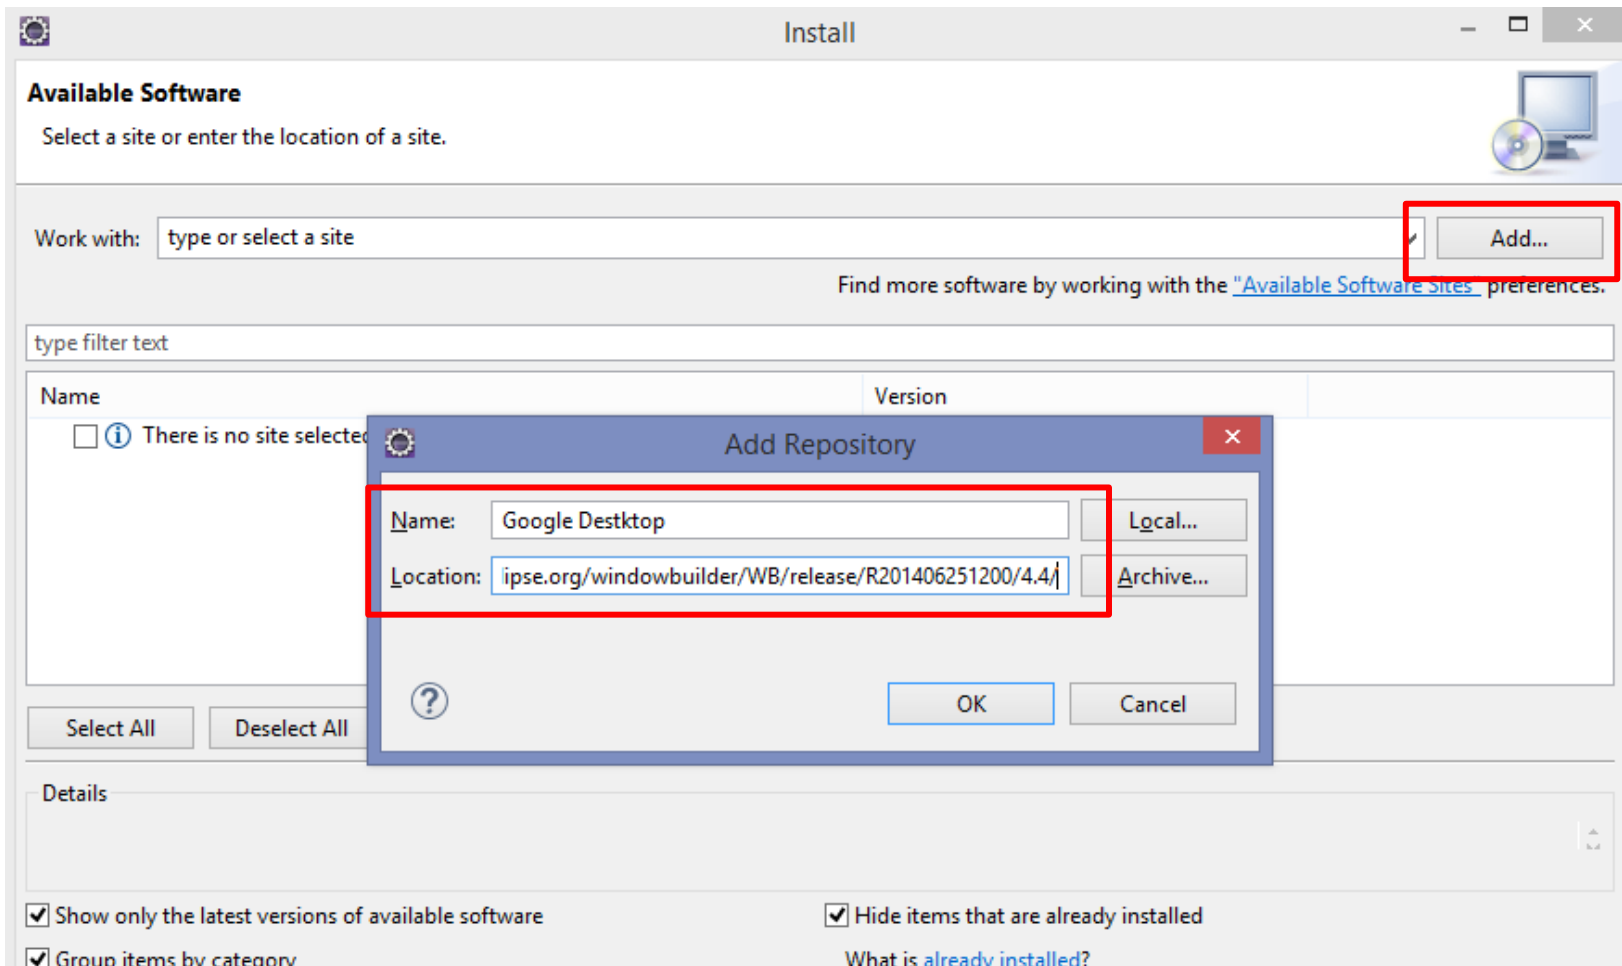 Install
Available Software
Select a site or enter the location of a site.
Work with: type or select a site Add...
Find more software by working with the "Available Software Sites" preferences.
type filter text
Name Version
There is no site selected
Add Repository
Name: Google Destktop Local...
Location: lipse.org/windowbuilder/WB/release/R201406251200/4.4/ Archive...
OK Cancel
Select All Deselect All
Details
Show only the latest versions of available software Hide items that are already installed
Group items by category What is already installed?